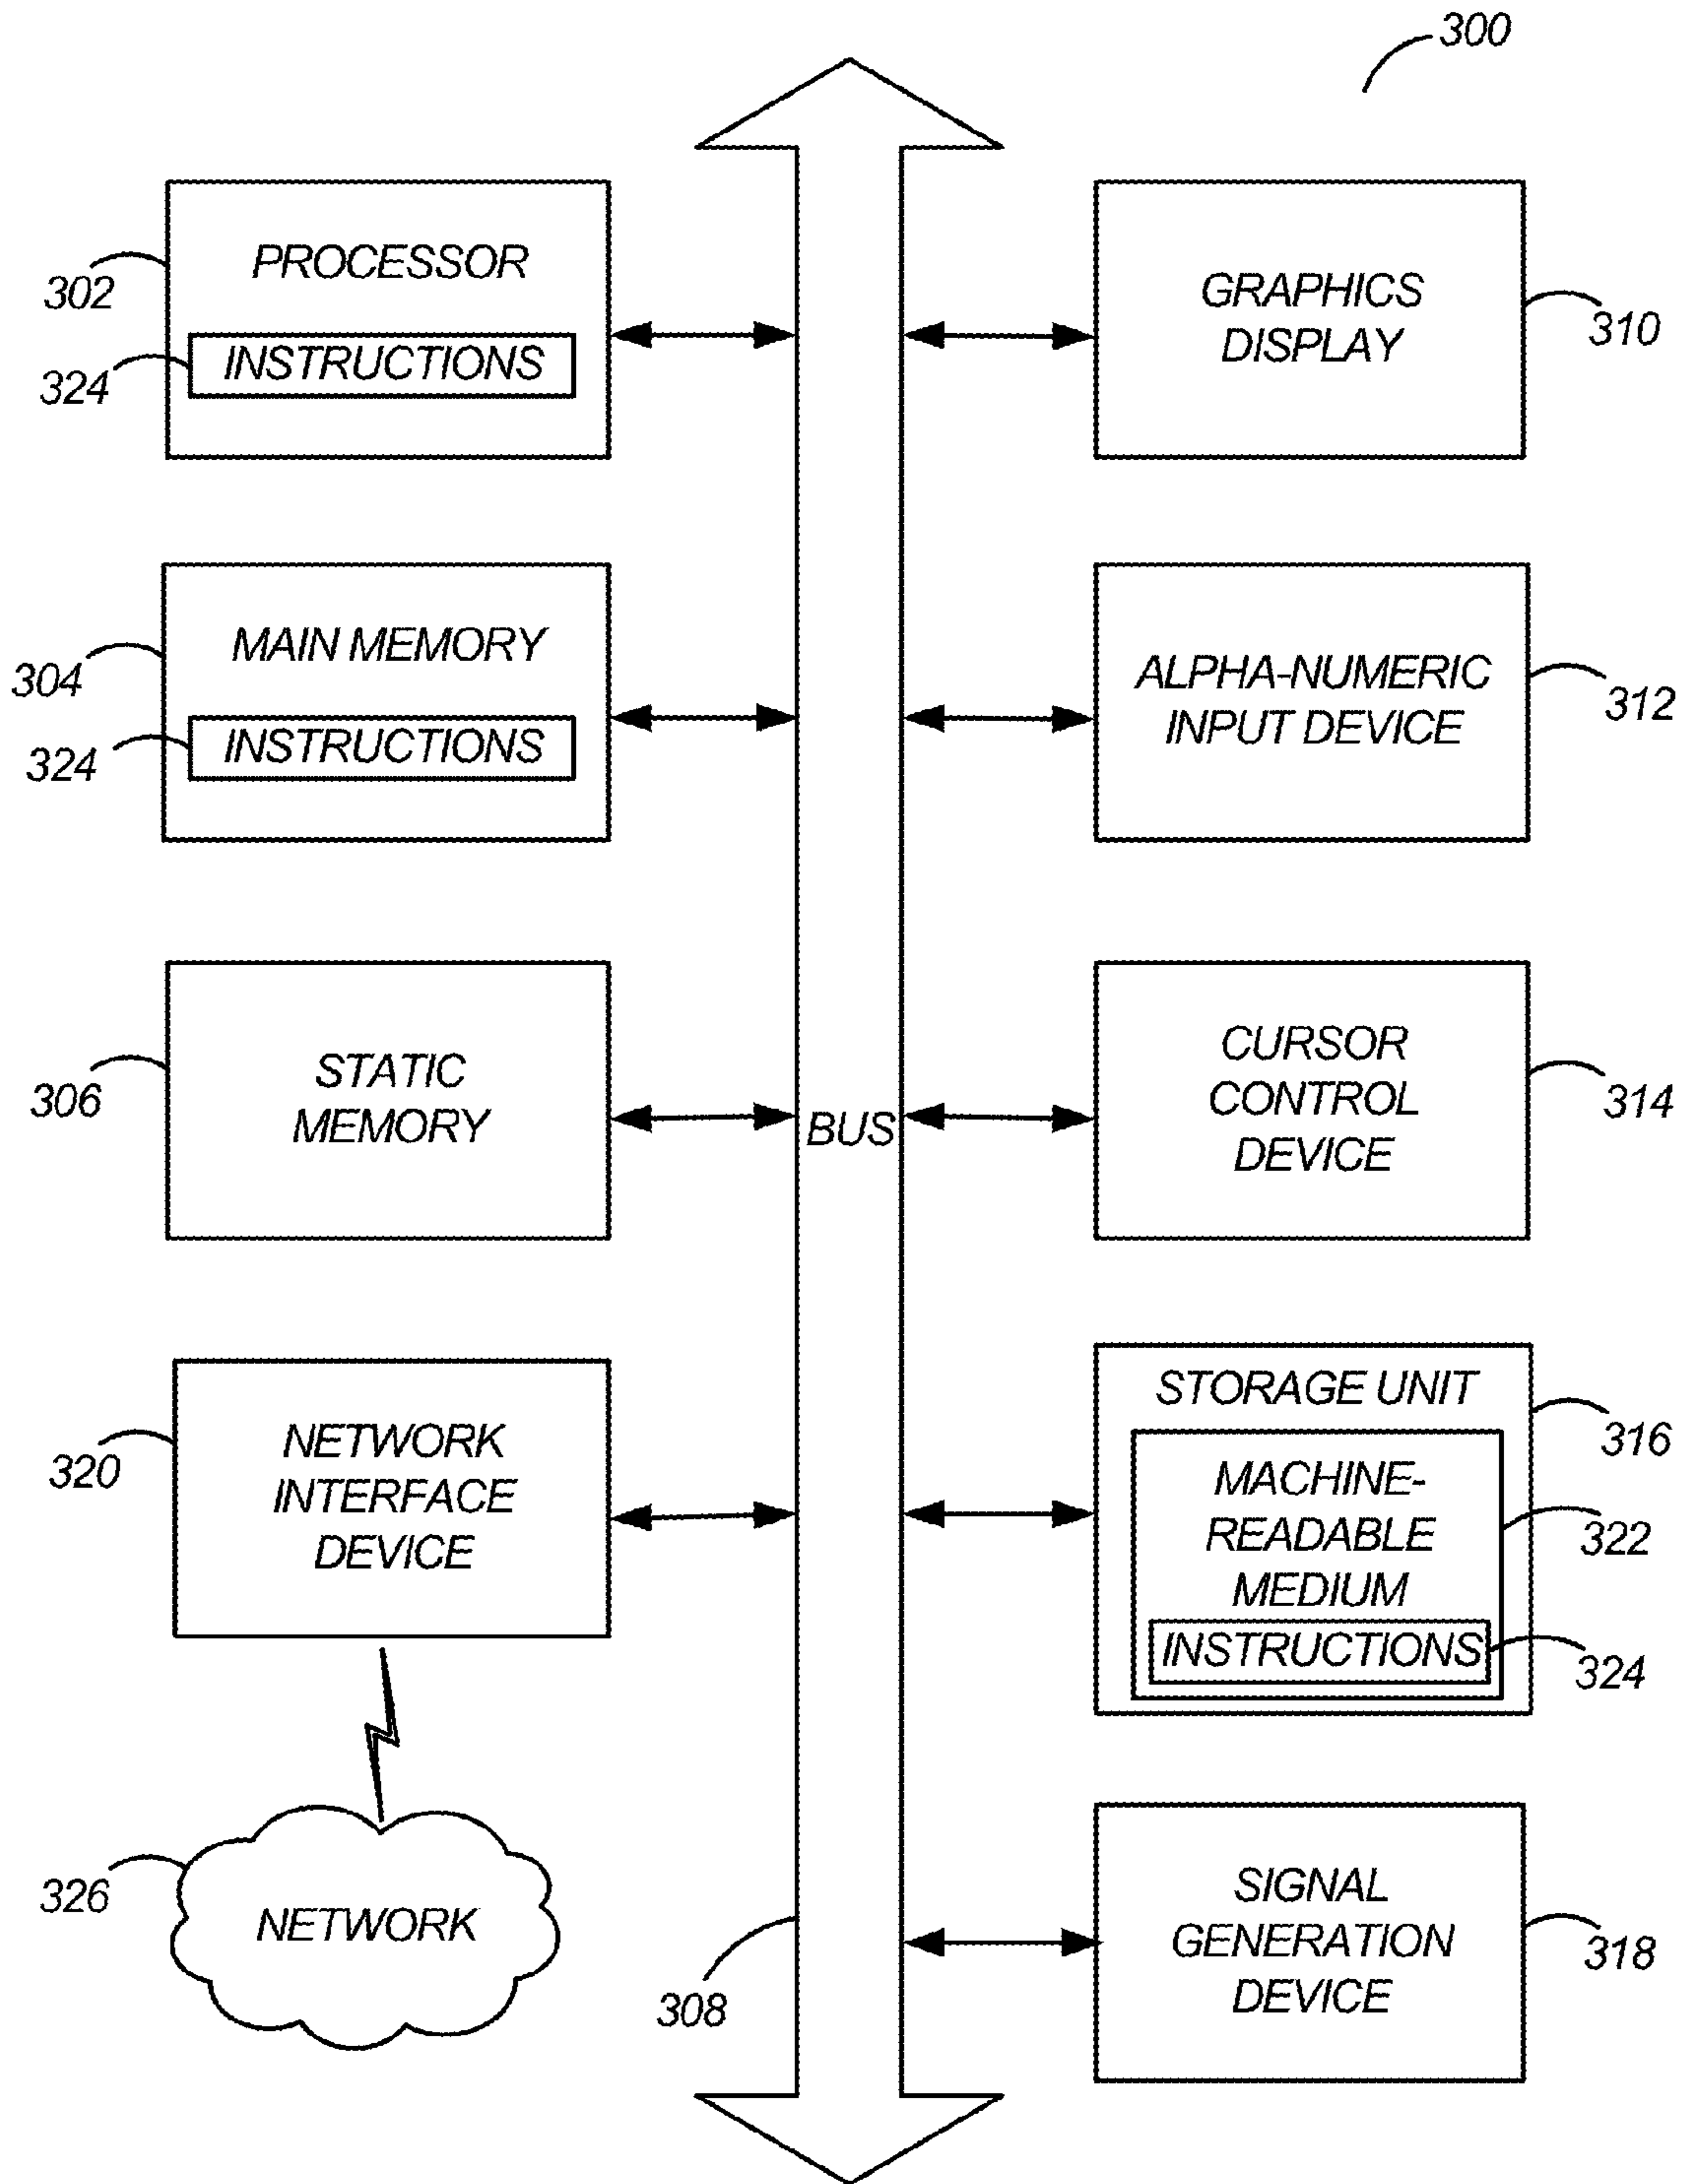 300
PROCESSOR
302
INSTRUCTIONS
324
GRAPHICS
DISPLAY
310
MAIN MEMORY
304
INSTRUCTIONS
324
ALPHA-NUMERIC
INPUT DEVICE
312
STATIC
MEMORY
306
BUS
CURSOR
CONTROL
DEVICE
314
NETWORK
INTERFACE
DEVICE
320
STORAGE UNIT
316
MACHINE-
READABLE
MEDIUM
322
INSTRUCTIONS
324
326
NETWORK
308
SIGNAL
GENERATION
DEVICE
318